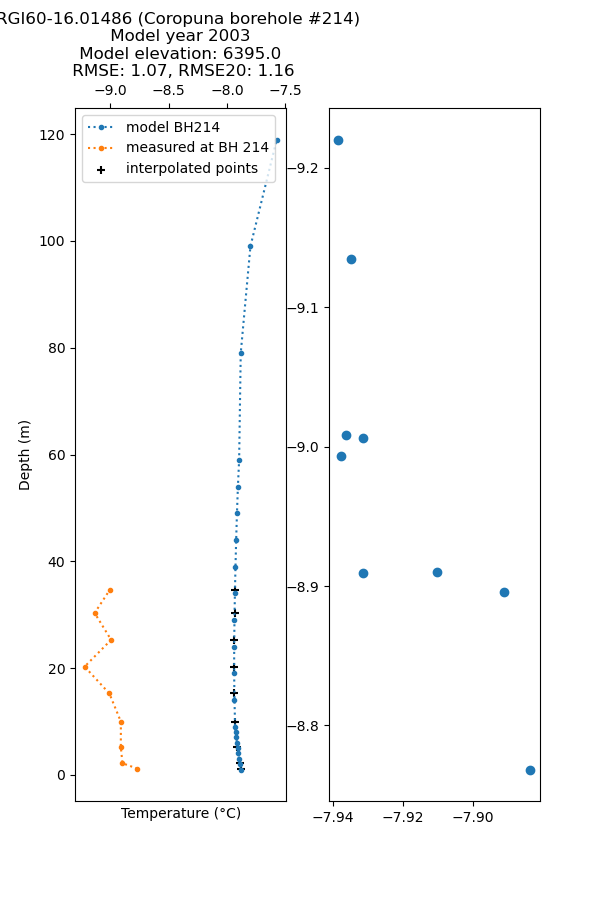 RGI60-16.01486 (Coropuna borehole #214)
Model year 2003
Model elevation: 6395.0
RMSE: 1.07, RMSE20: 1.16
−9.0 −8.5 −8.0 −7.5
model BH214
measured at BH 214
interpolated points
120
100
80
60
40
20
0
Depth (m)
Temperature (°C)
−9.2
−9.1
−9.0
−8.9
−8.8
−7.94 −7.92 −7.90